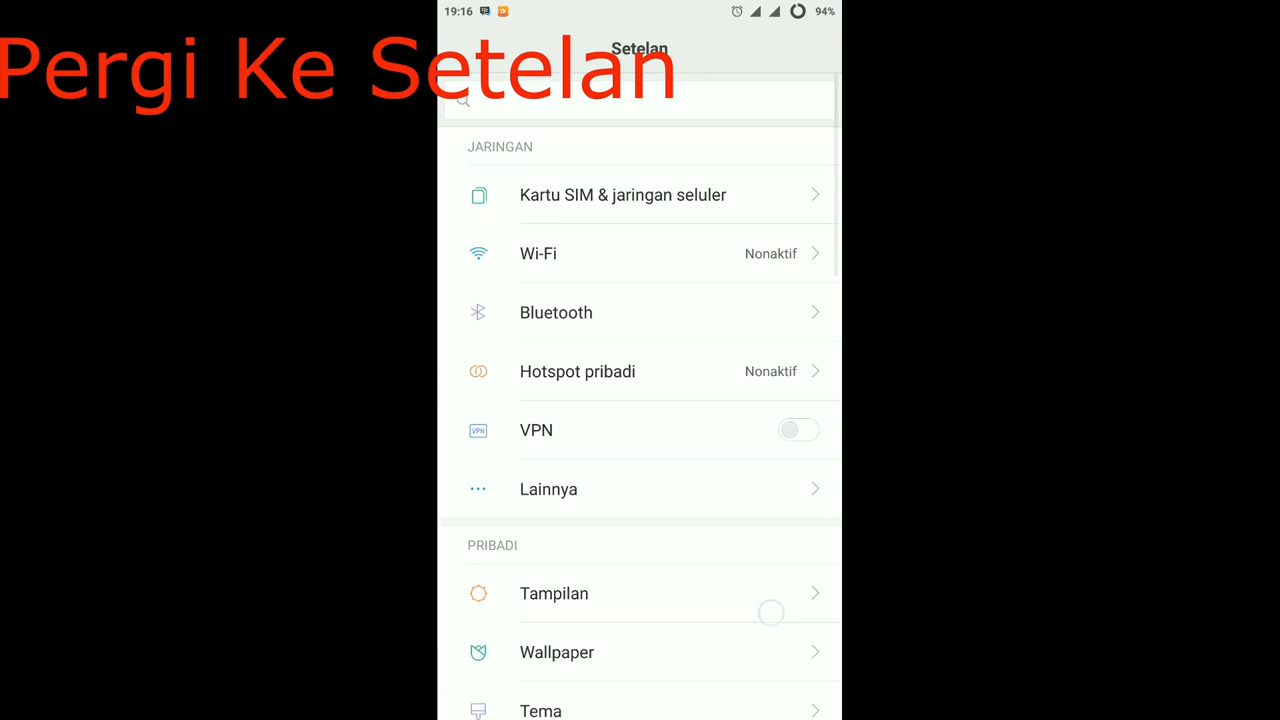 19:16 94%
Setelan
Pergi Ke Setelan
JARINGAN
Kartu SIM & jaringan seluler
Wi-Fi Nonaktif
Bluetooth
Hotspot pribadi Nonaktif
VPN VPN
Lainnya
PRIBADI
Tampilan
Wallpaper
Tema